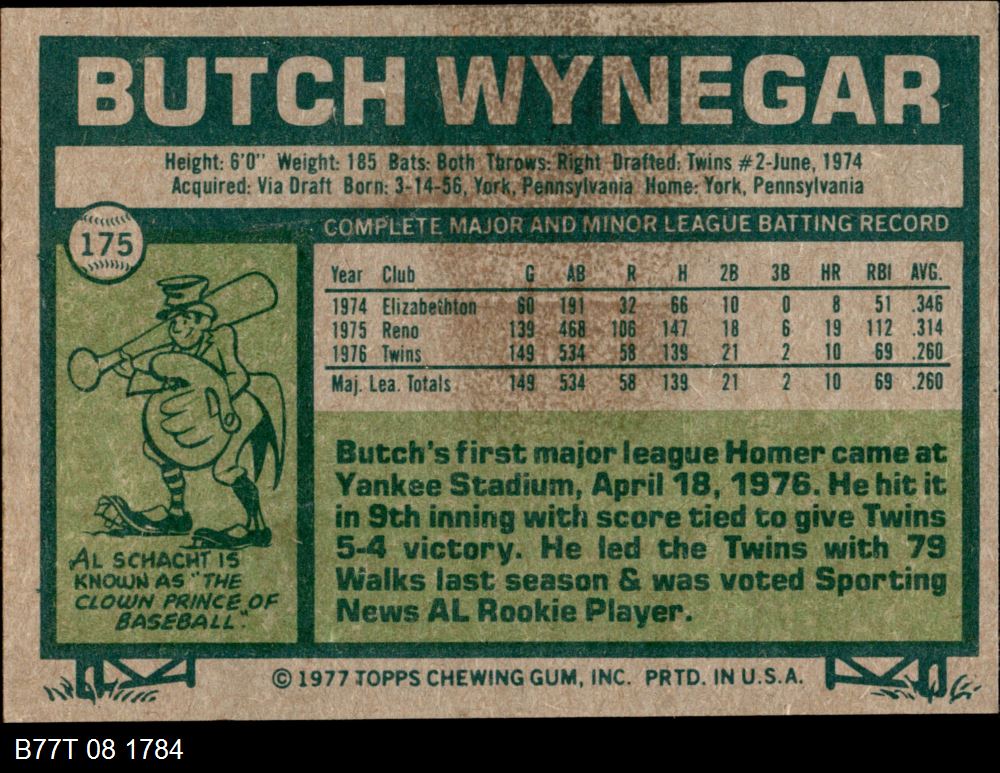 BUTCH WYNEGAR
Height: 6'0" Weight: 185 Bats: Both Throws: Right Drafted: Twins #2-June, 1974
Acquired: Via Draft Born: 3-14-56, York, Pennsylvania Home: York, Pennsylvania
175
COMPLETE MAJOR AND MINOR LEAGUE BATTING RECORD
Year Club G AB R H 2B 3B HR RBI AVG.
1974 Elizabethton 60 191 32 66 10 0 8 51 .346
1975 Reno 139 468 106 147 18 6 19 112 .314
1976 Twins 149 534 58 139 21 2 10 69 .260
Maj. Lea. Totals 149 534 58 139 21 2 10 69 .260
AL SCHACHT IS
KNOWN AS "THE
CLOWN PRINCE OF
BASEBALL."
Butch's first major league Homer came at
Yankee Stadium, April 18, 1976. He hit it
in 9th inning with score tied to give Twins
5-4 victory. He led the Twins with 79
Walks last season & was voted Sporting
News AL Rookie Player.
© 1977 TOPPS CHEWING GUM, INC. PRTD. IN U.S.A.
B77T 08 1784